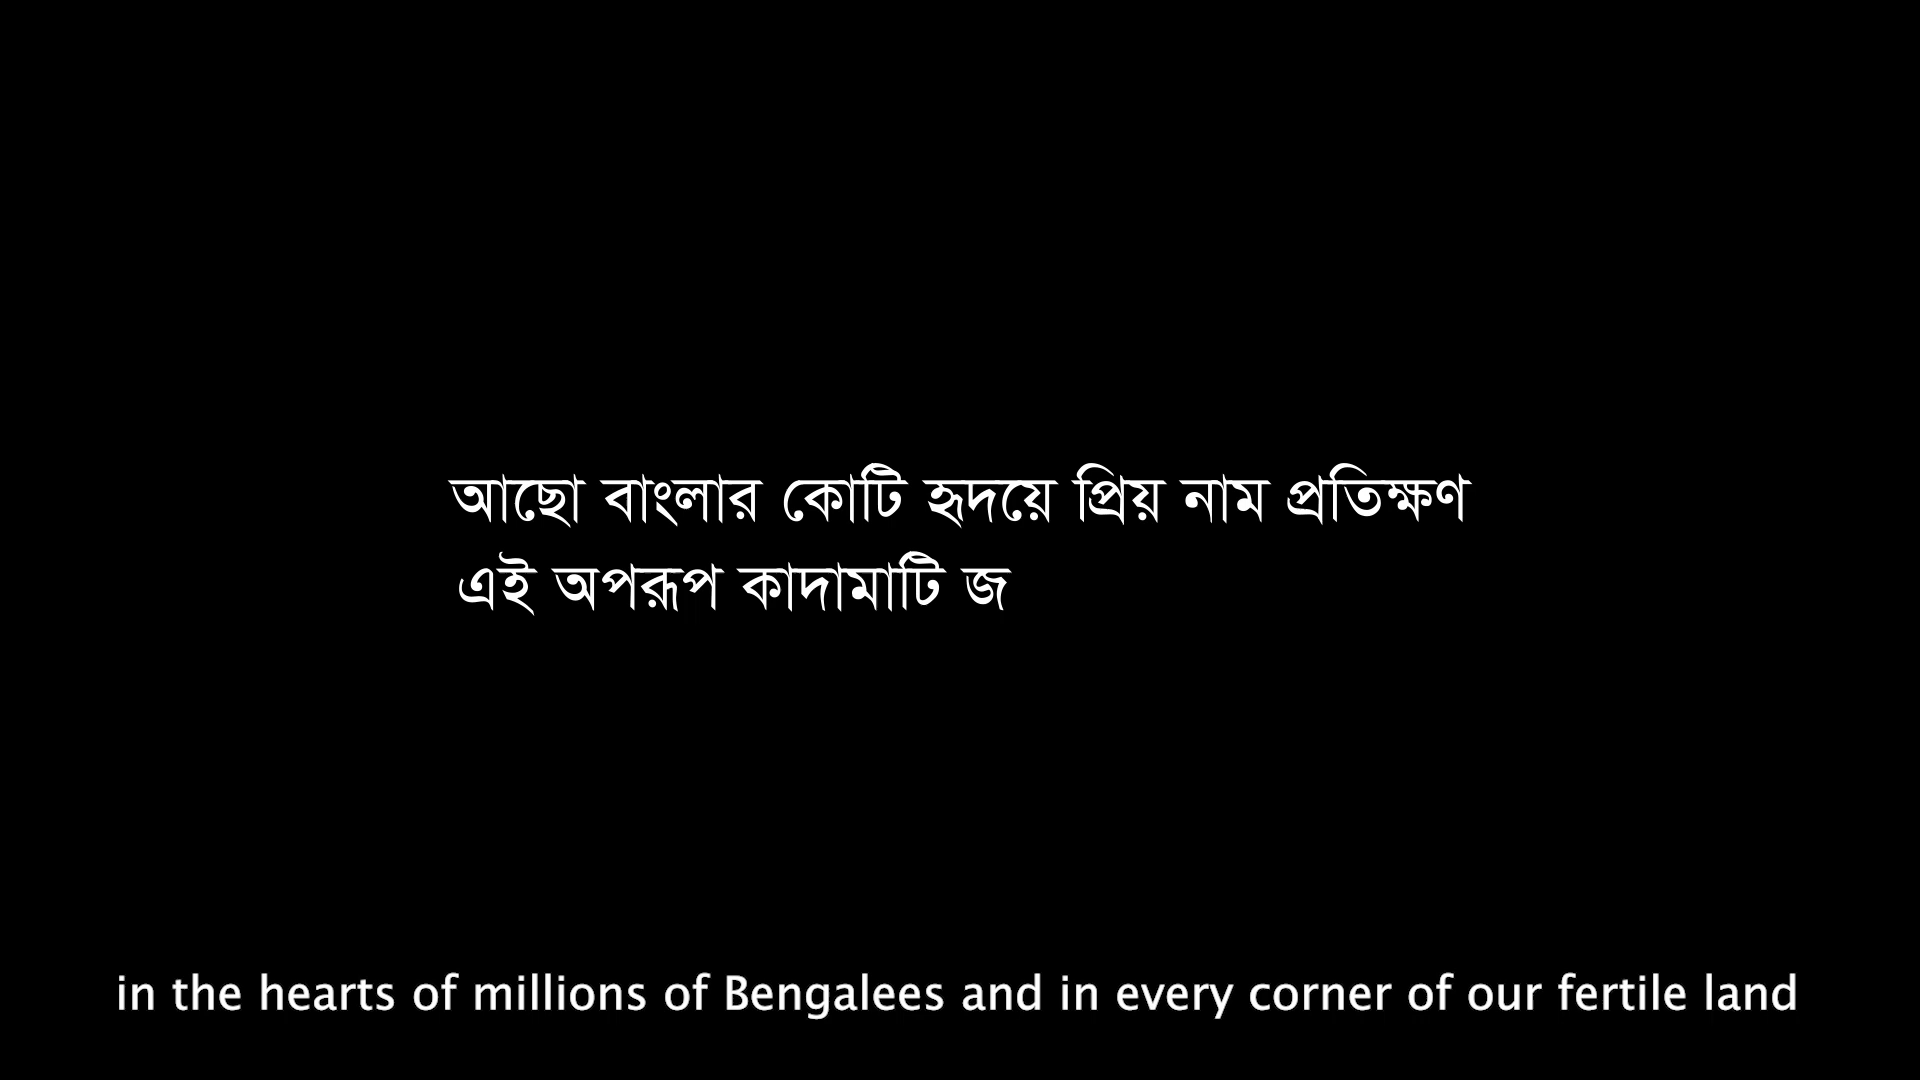 আছো বাংলার কোটি হৃদয়ে প্রিয় নাম প্রতিক্ষণ
এই অপরূপ কাদামাটি জ
in the hearts of millions of Bengalees and in every corner of our fertile land